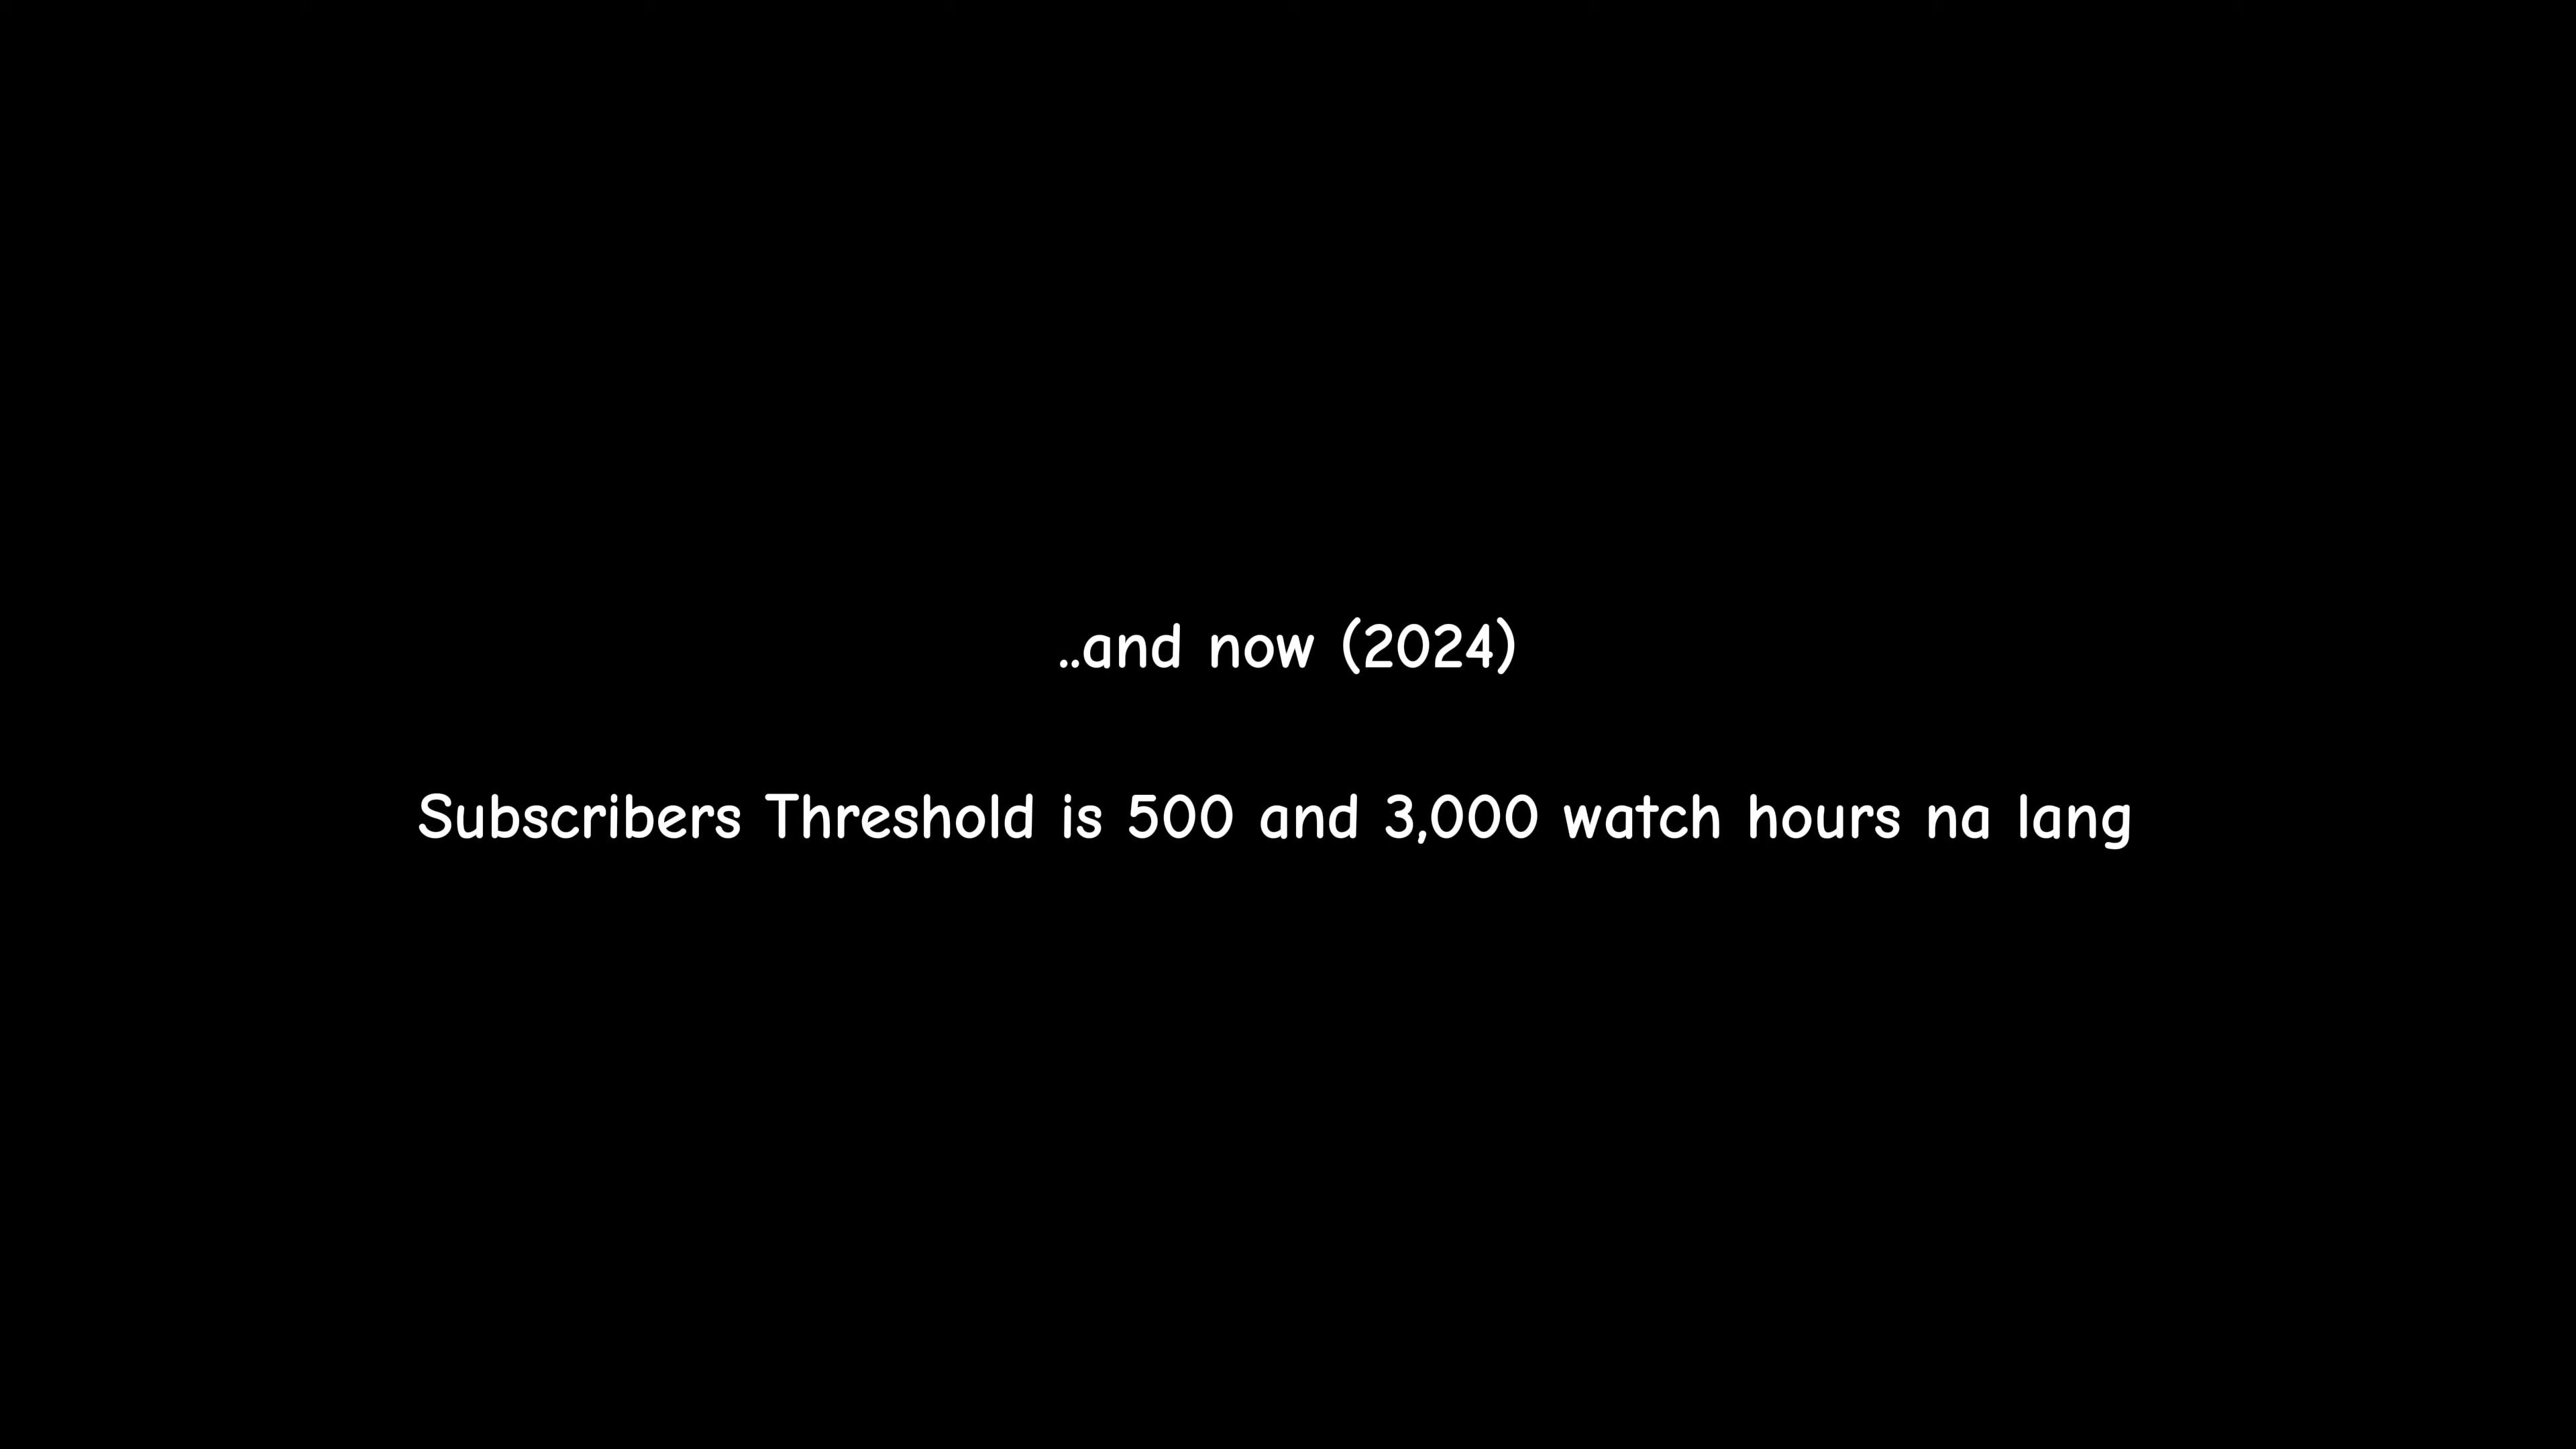 ..and now (2024)
Subscribers Threshold is 500 and 3,000 watch hours na lang